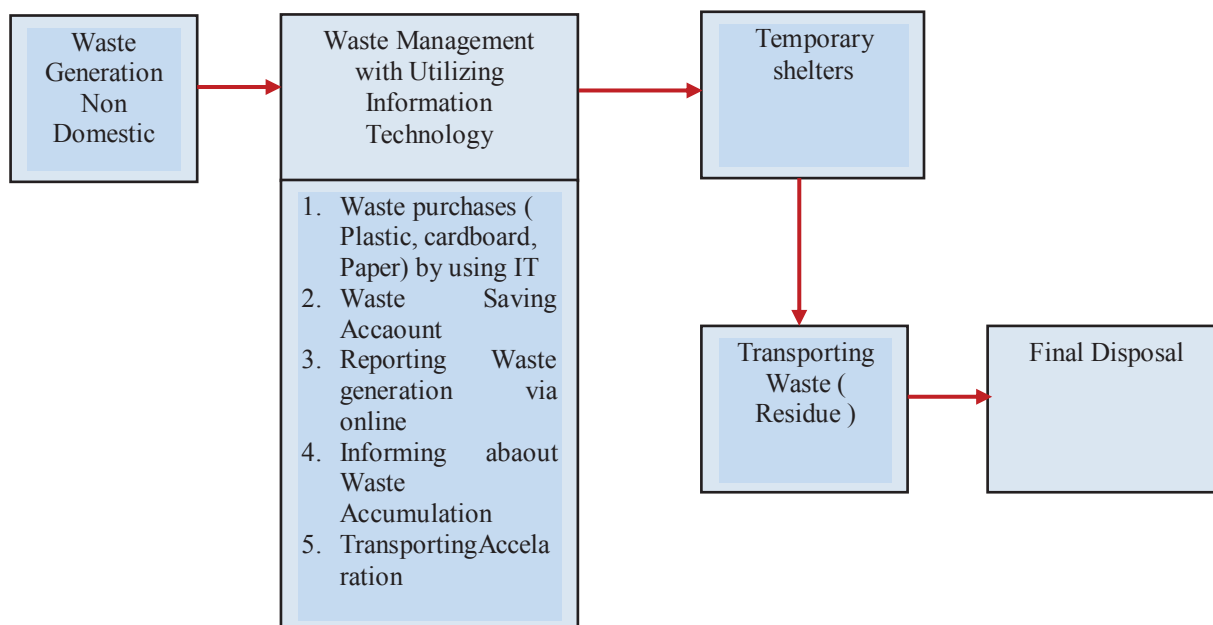 Waste
Generation
Non
Domestic
Waste Management
with Utilizing
Information
Technology
1. Waste purchases (
Plastic, cardboard,
Paper) by using IT
2. Waste Saving
Accaount
3. Reporting Waste
generation via
online
4. Informing abaout
Waste
Accumulation
5. TransportingAccela
ration
Temporary
shelters
Transporting
Waste (
Residue )
Final Disposal